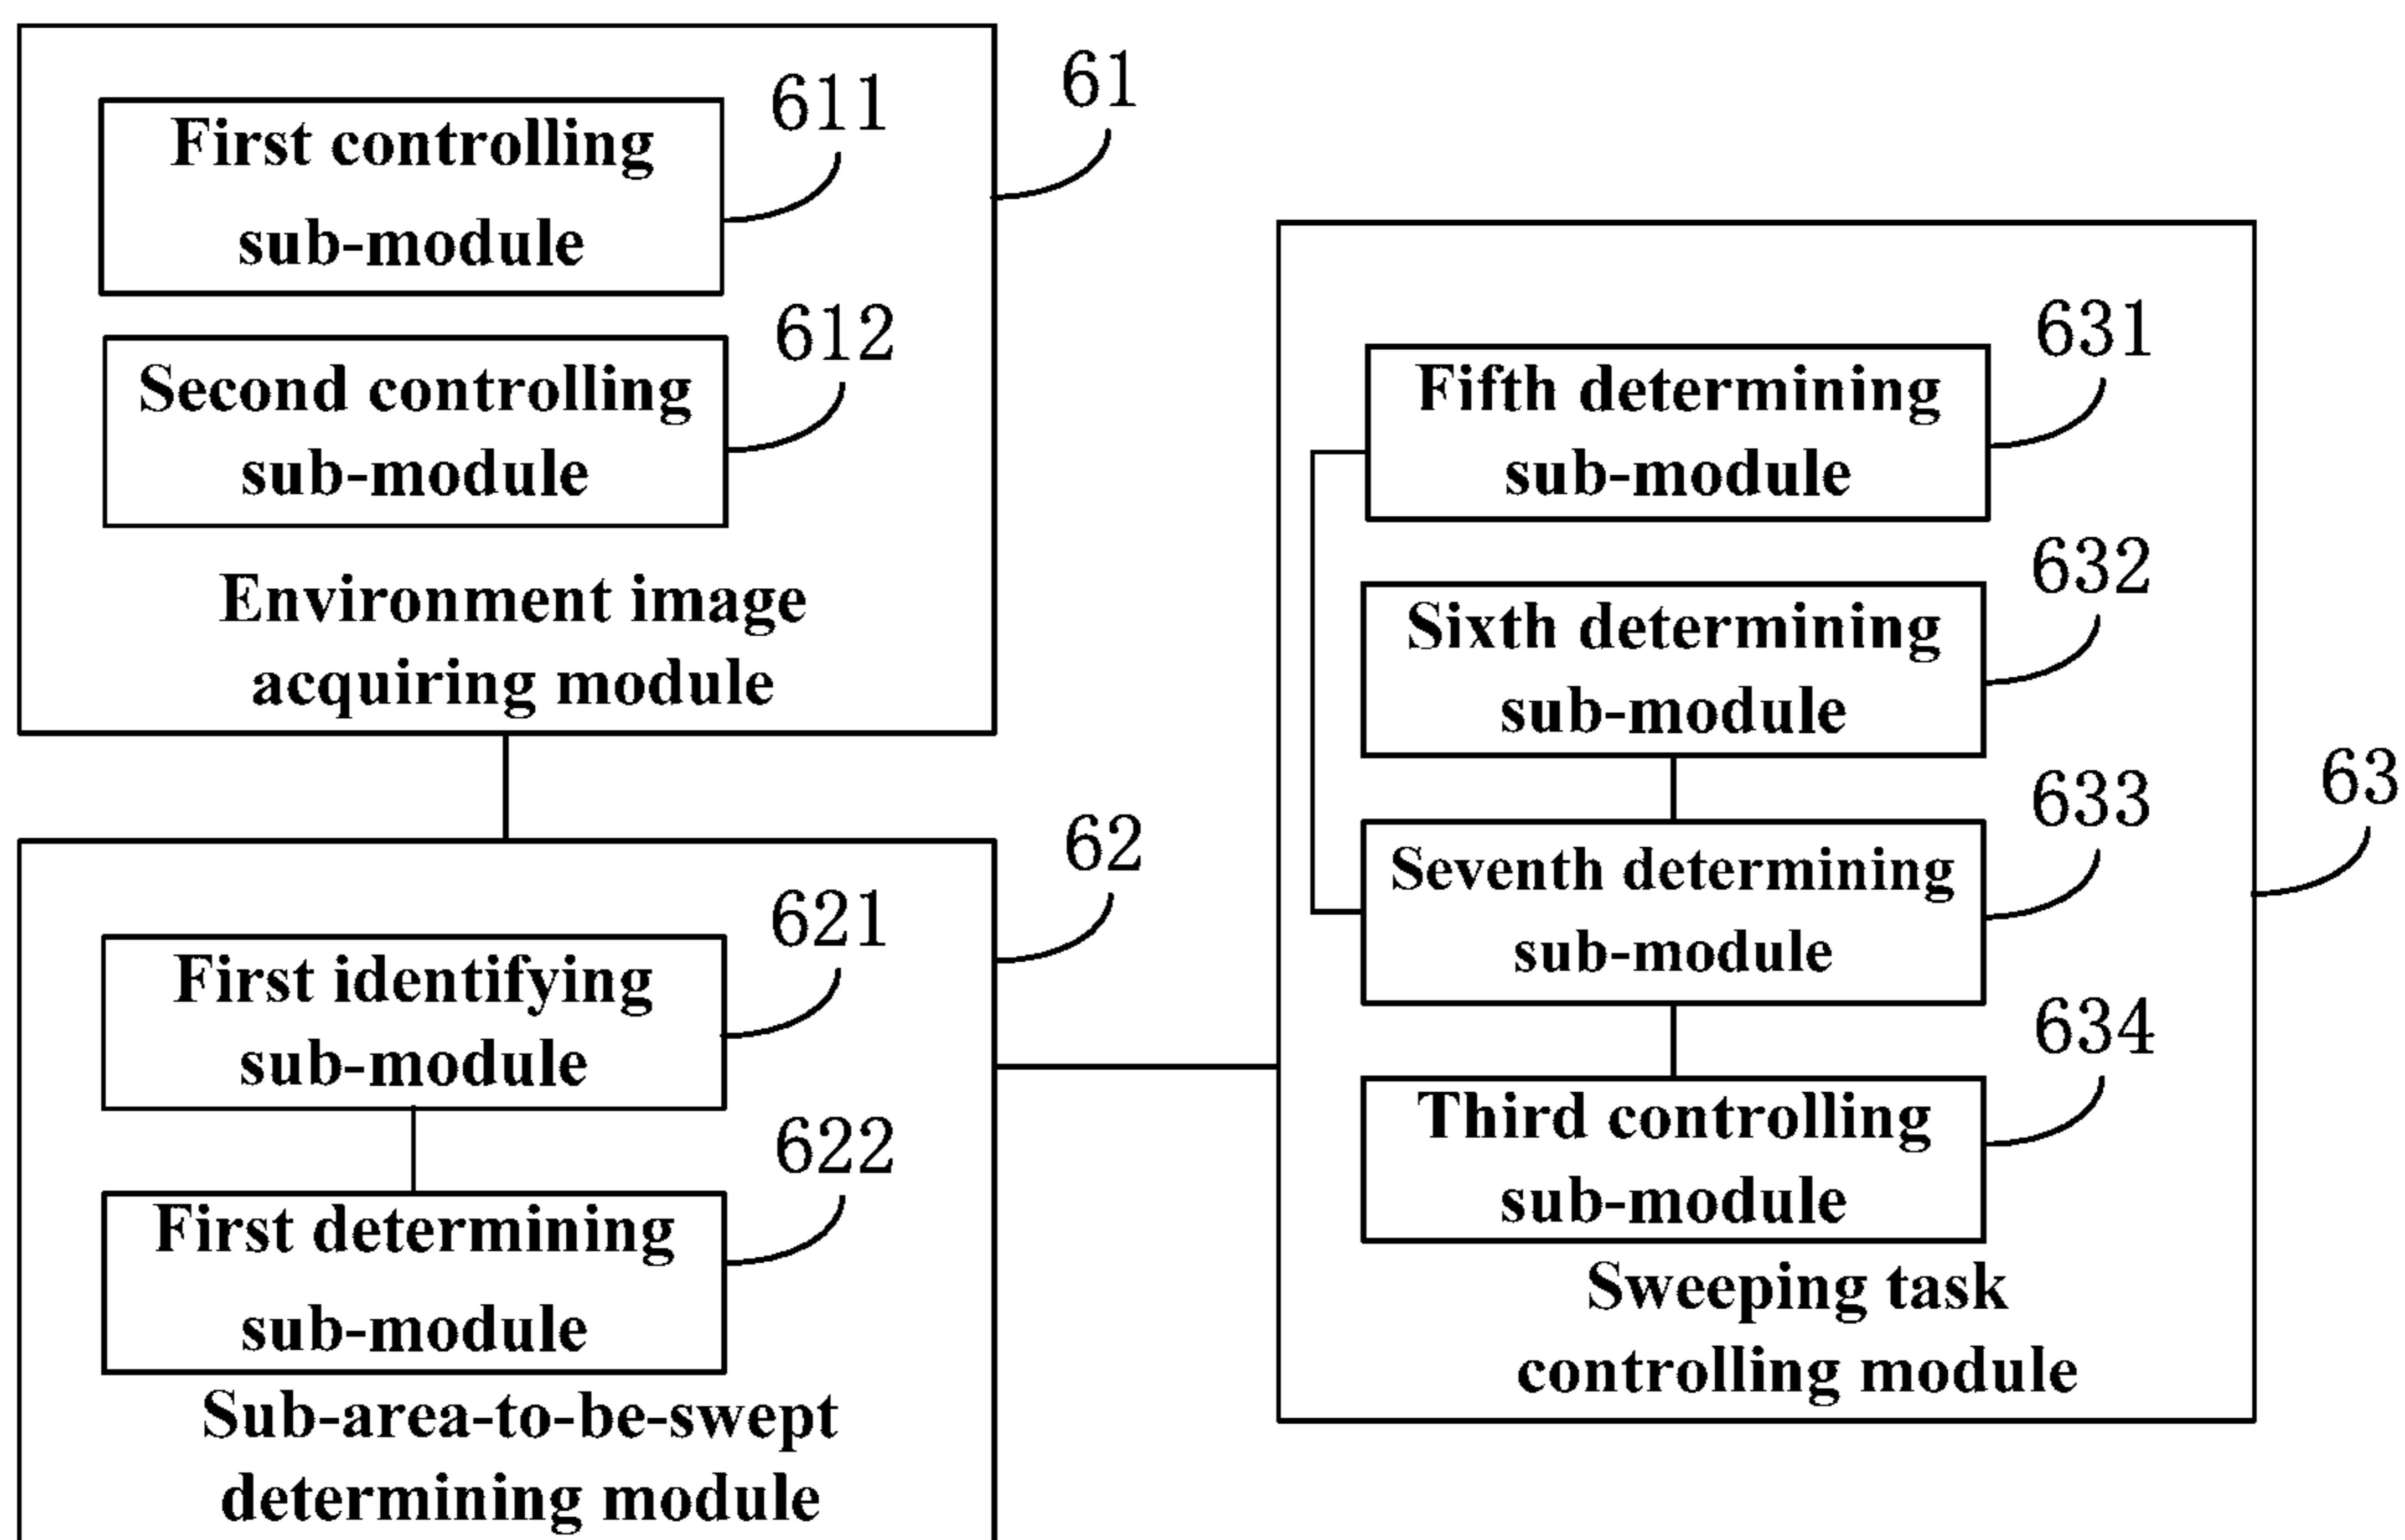 First controlling
sub-module
611
61
Second controlling
sub-module
612
Environment image
acquiring module
First identifying
sub-module
621
62
First determining
sub-module
622
Sub-area-to-be-swept
determining module
Fifth determining
sub-module
631
Sixth determining
sub-module
632
Seventh determining
sub-module
633
63
Third controlling
sub-module
634
Sweeping task
controlling module